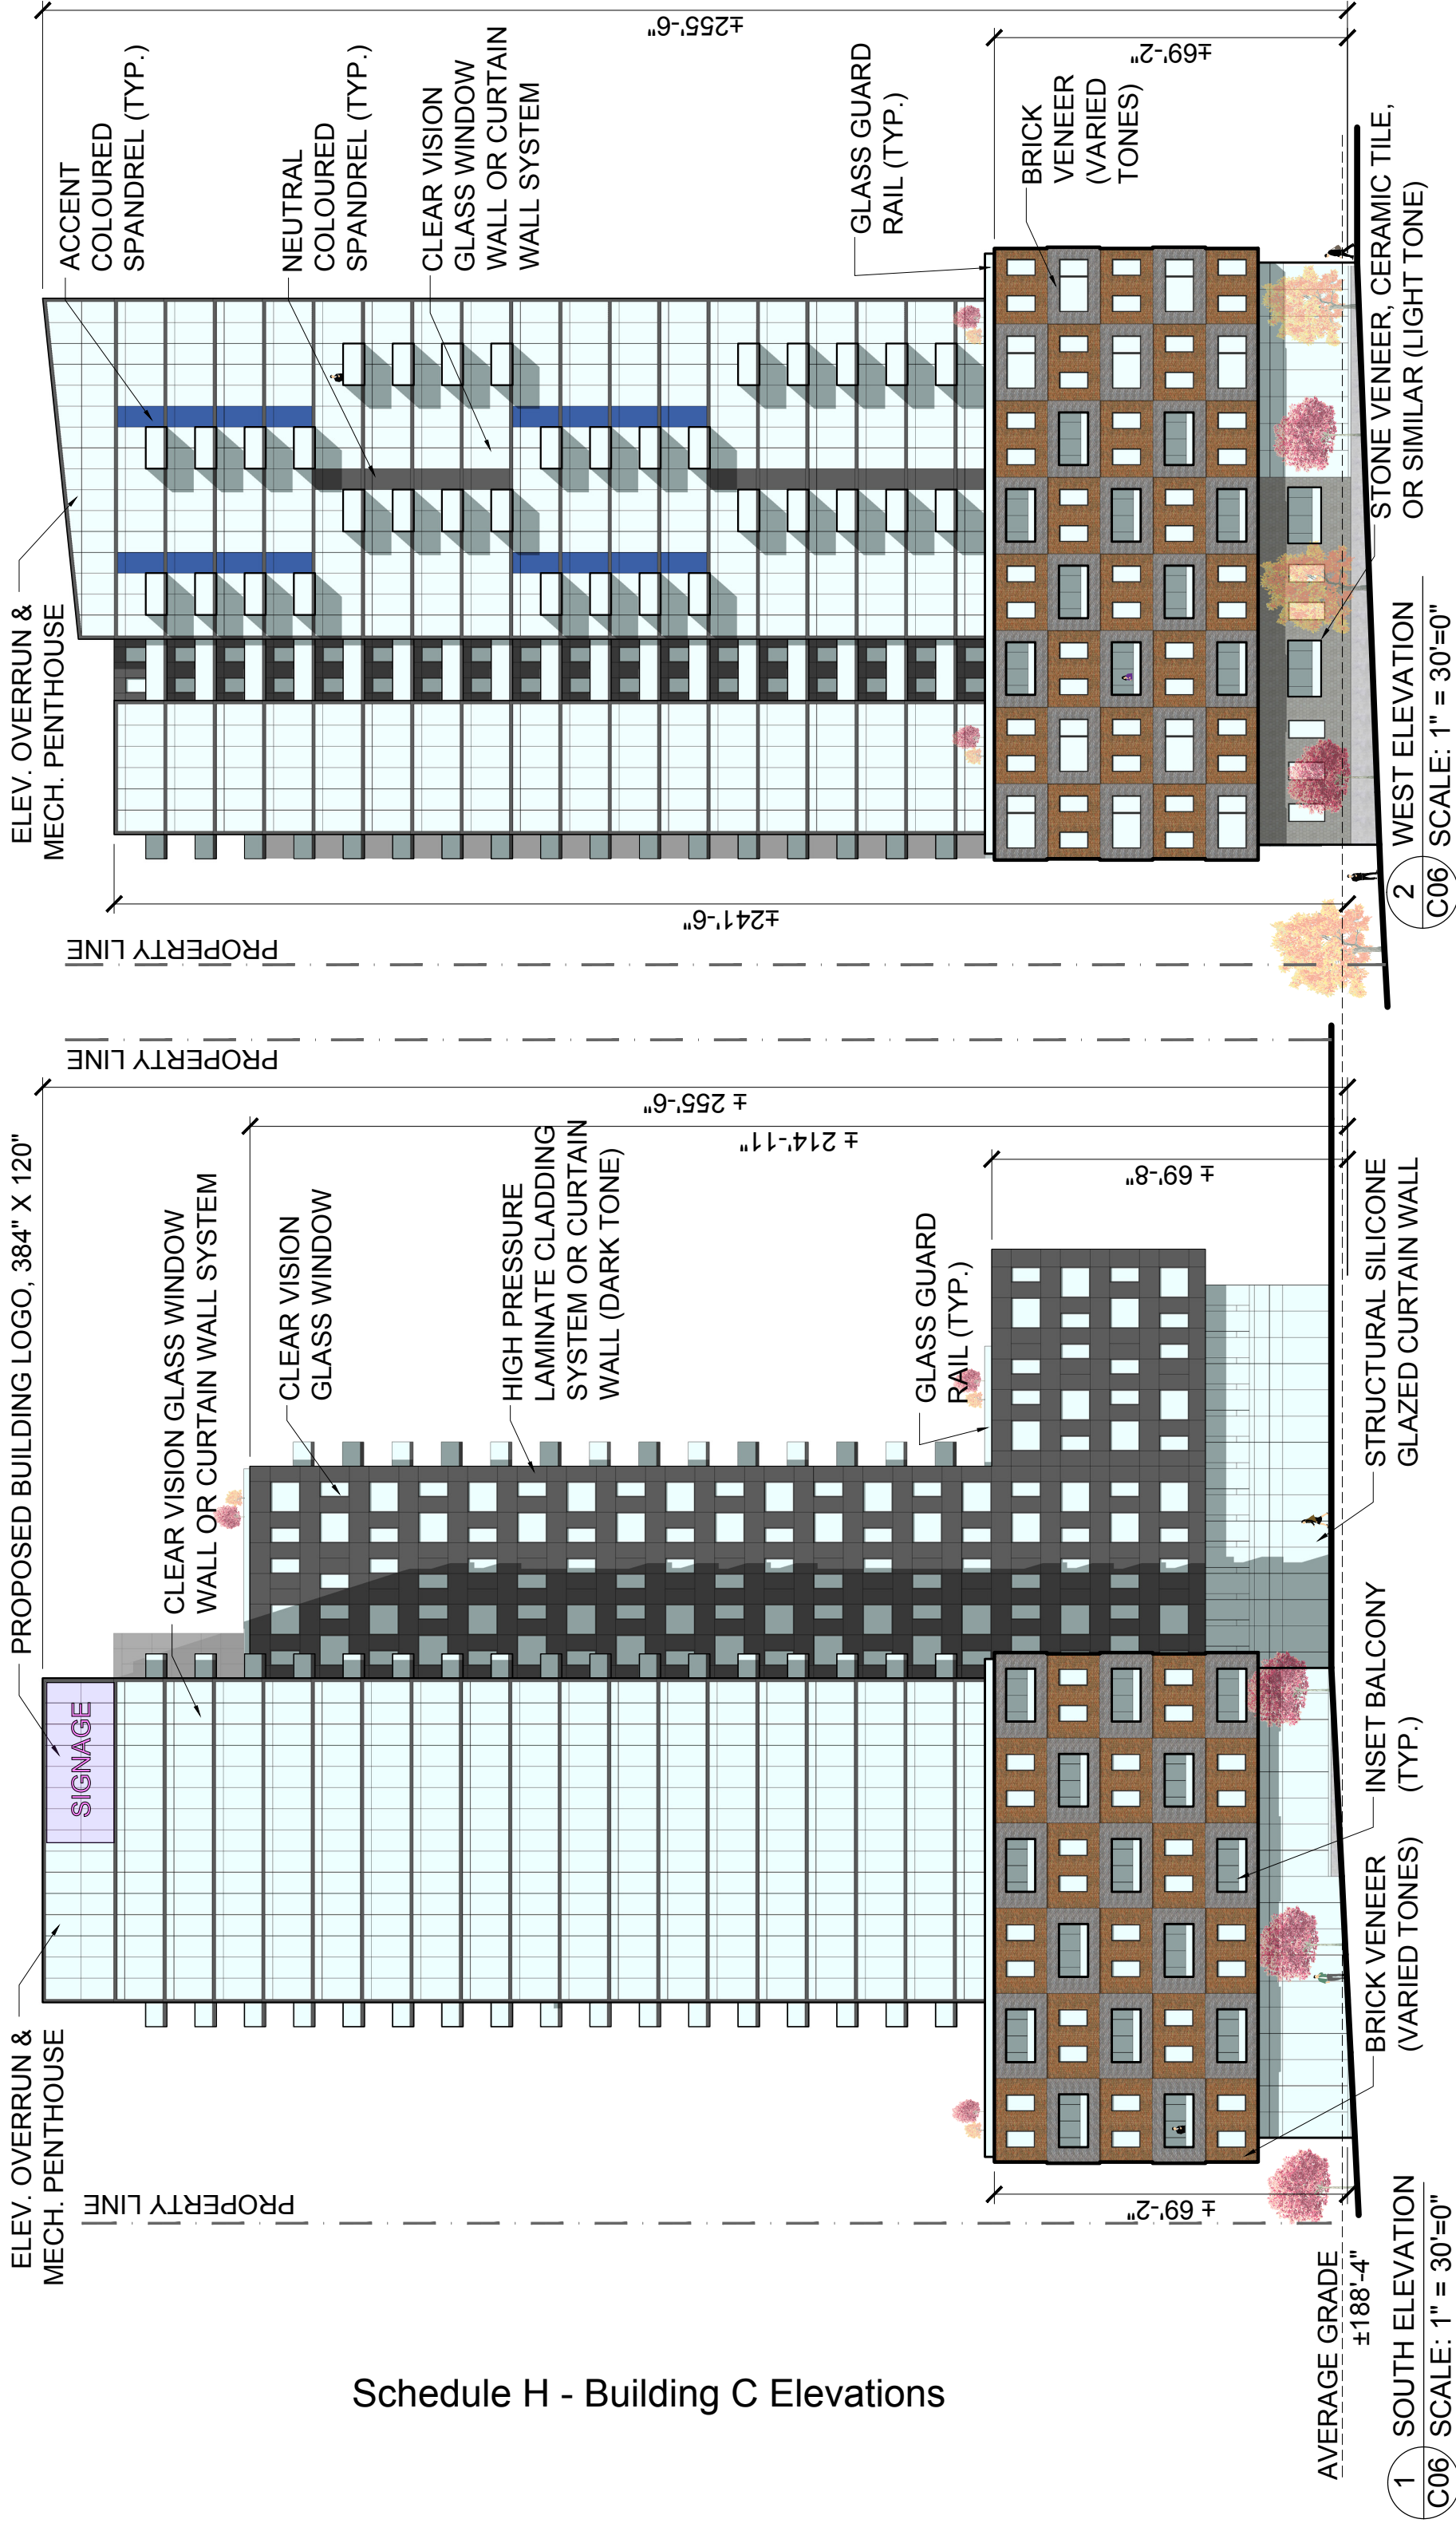 Schedule H - Building C Elevations
ELEV. OVERRUN &
MECH. PENTHOUSE
PROPOSED BUILDING LOGO, 384" X 120"
SIGNAGE
CLEAR VISION GLASS WINDOW
WALL OR CURTAIN WALL SYSTEM
CLEAR VISION
GLASS WINDOW
HIGH PRESSURE
LAMINATE CLADDING
SYSTEM OR CURTAIN
WALL (DARK TONE)
GLASS GUARD
RAIL (TYP.)
± 255'-6"
± 214'-11"
± 69'-8"
± 69'-2"
PROPERTY LINE
PROPERTY LINE
AVERAGE GRADE
±188'-4"
BRICK VENEER
(VARIED TONES)
INSET BALCONY
(TYP.)
STRUCTURAL SILICONE
GLAZED CURTAIN WALL
1
C06
SOUTH ELEVATION
SCALE: 1" = 30'=0"
ELEV. OVERRUN &
MECH. PENTHOUSE
ACCENT
COLOURED
SPANDREL (TYP.)
NEUTRAL
COLOURED
SPANDREL (TYP.)
CLEAR VISION
GLASS WINDOW
WALL OR CURTAIN
WALL SYSTEM
GLASS GUARD
RAIL (TYP.)
BRICK
VENEER
(VARIED
TONES)
±255'-6"
±69'-2"
±241'-6"
PROPERTY LINE
STONE VENEER, CERAMIC TILE,
OR SIMILAR (LIGHT TONE)
2
C06
WEST ELEVATION
SCALE: 1" = 30'=0"